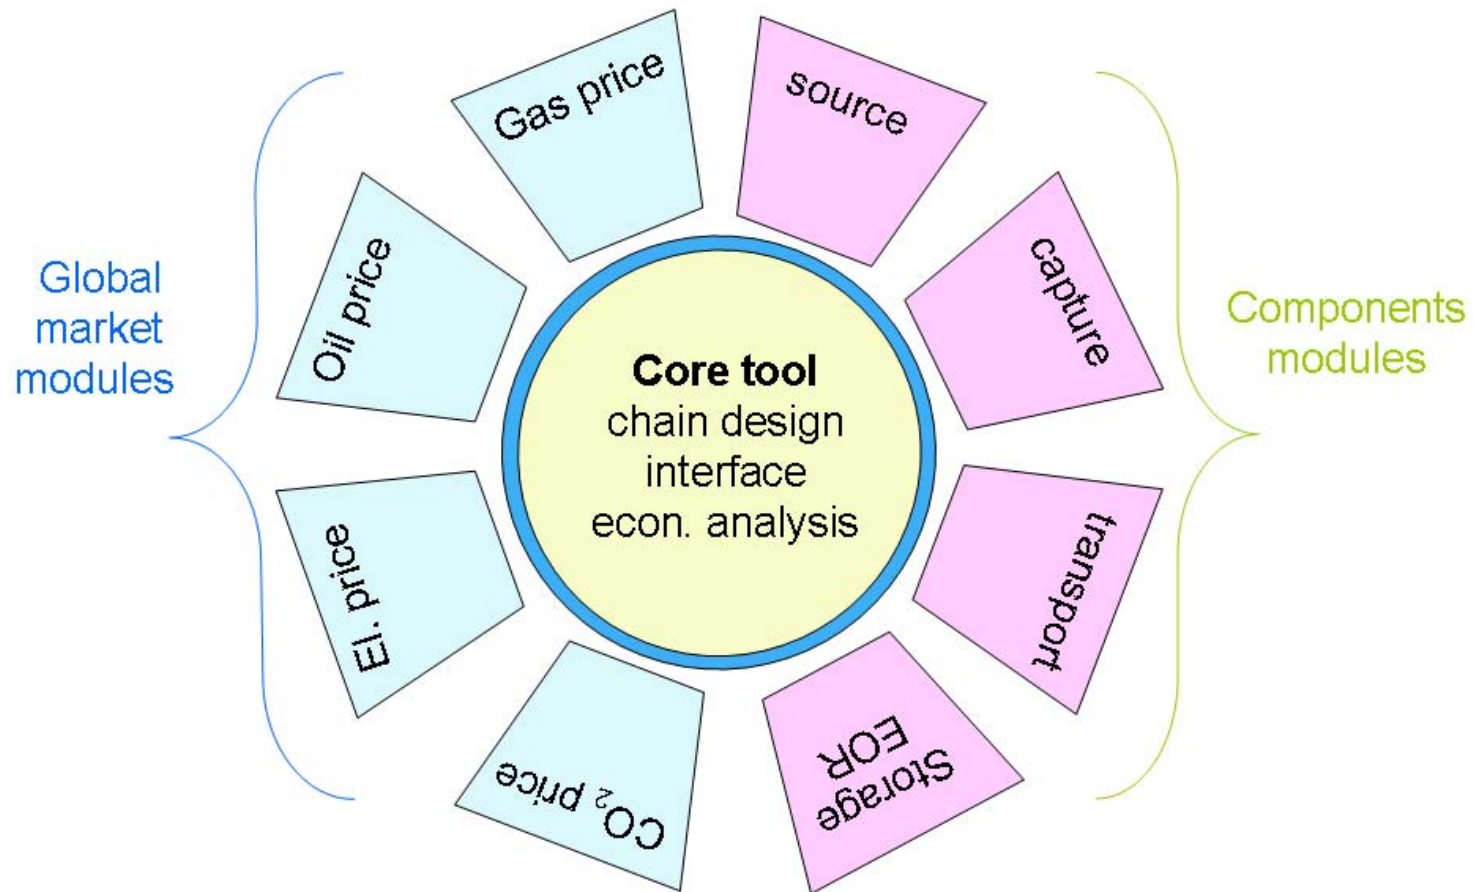 Gas price
source
Oil price
capture
Global
market
modules
Components
modules
Core tool
chain design
interface
econ. analysis
El. price
transport
CO₂ price
Storage
EOR